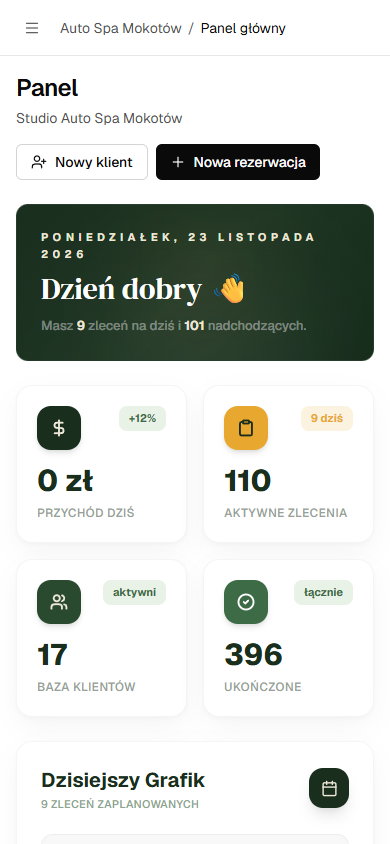 Auto Spa Mokotów / Panel główny
Panel
Studio Auto Spa Mokotów
Nowy klient
Nowa rezerwacja
PONIEDZIAŁEK, 23 LISTOPADA
2026
Dzień dobry 👋
Masz 9 zleceń na dziś i 101 nadchodzących.
+12%
0 zł
PRZYCHÓD DZIŚ
9 dziś
110
AKTYWNE ZLECENIA
aktywni
17
BAZA KLIENTÓW
łącznie
396
UKOŃCZONE
Dzisiejszy Grafik
9 ZLECEŃ ZAPLANOWANYCH